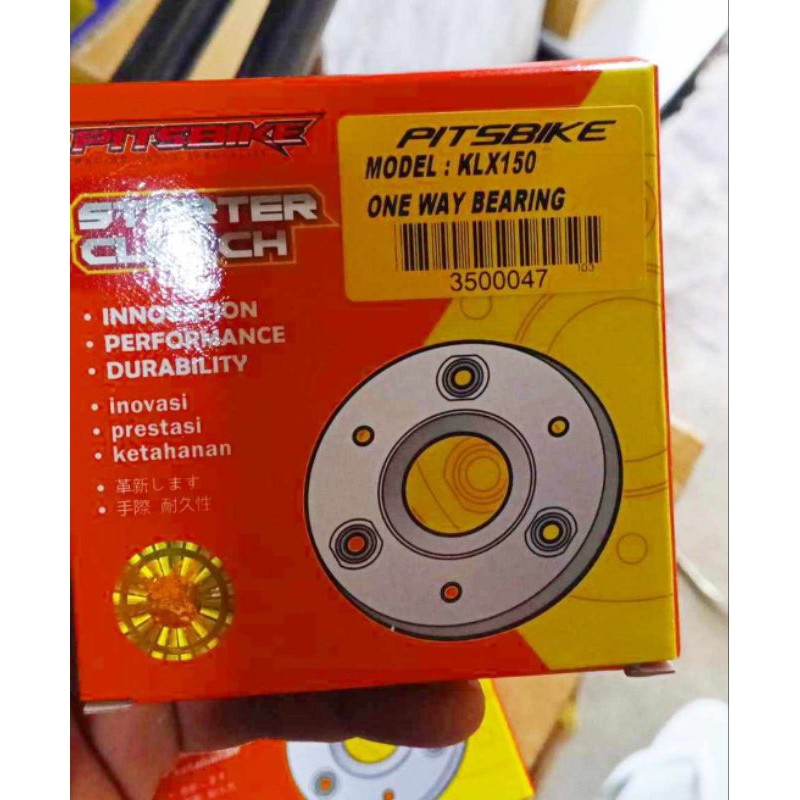 PITSBIKE
STARTER
CLUTCH
• INNOVATION
• PERFORMANCE
• DURABILITY
• inovasi
• prestasi
• ketahanan
• 革新します
• 手際 耐久性
PITSBIKE
MODEL : KLX150
ONE WAY BEARING
103
3500047